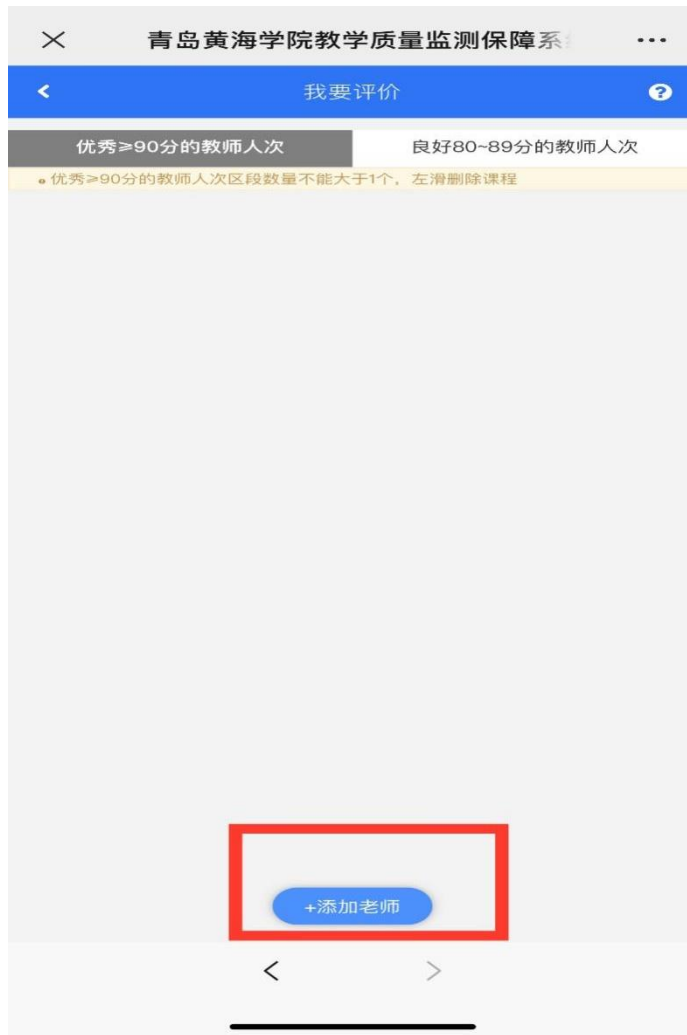 青岛黄海学院教学质量监测保障系
我要评价
优秀≥90分的教师人次
良好80~89分的教师人次
优秀≥90分的教师人次区段数量不能大于1个，左滑删除课程
+添加老师